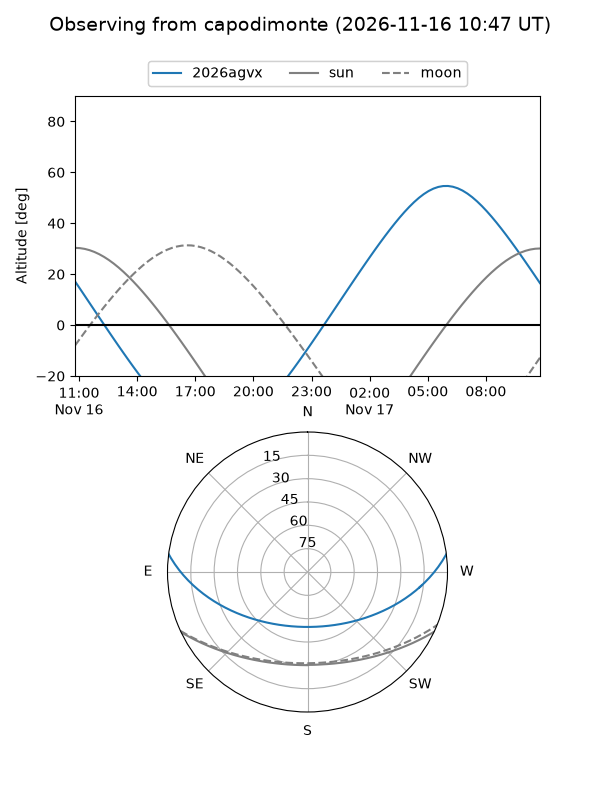 Observing from capodimonte (2026-11-16 10:47 UT)
2026agvx sun moon
80
60
40
20
0
−20
Altitude [deg]
11:00 14:00 17:00 20:00 23:00 02:00 05:00 08:00
Nov 16 Nov 17
N
NE NW
15
30
45
60
75
E W
SE SW
S